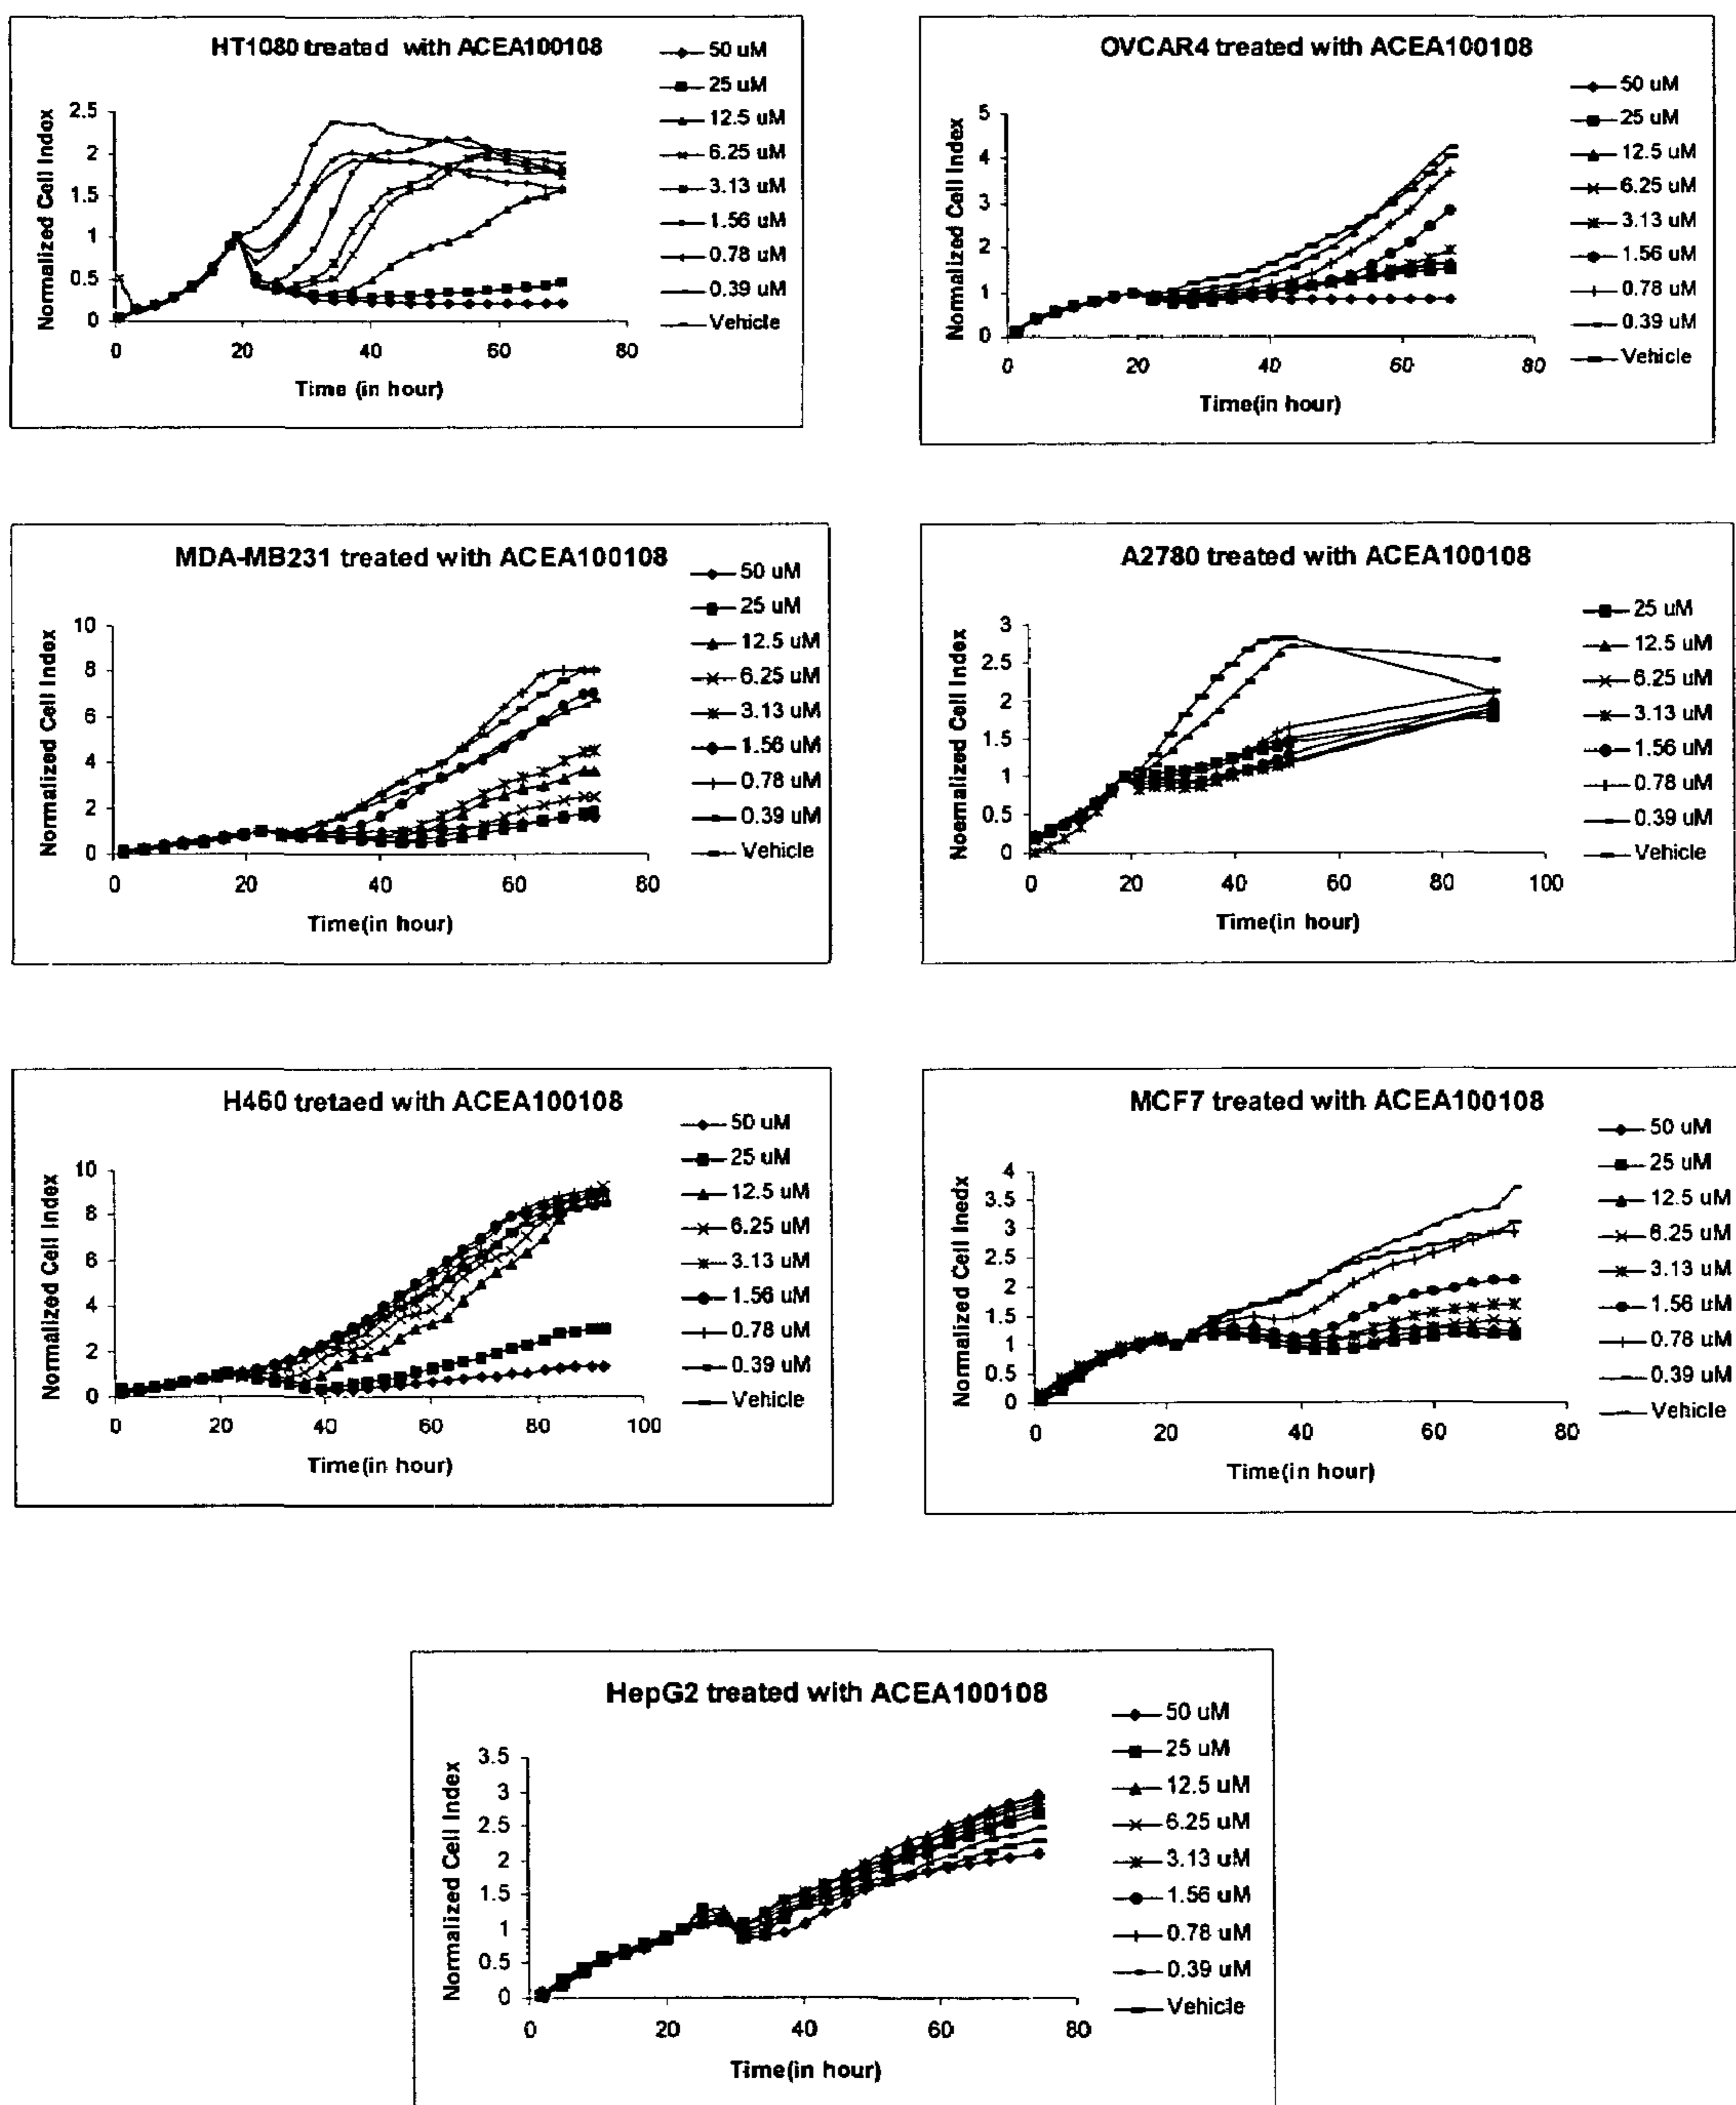 HT1080 treated with ACEA100108
Normalized Cell Index
2.5
2
1.5
1
0.5
0
0 20 40 60 80
Time (in hour)
50 uM
25 uM
12.5 uM
6.25 uM
3.13 uM
1.56 uM
0.78 uM
0.39 uM
Vehicle
OVCAR4 treated with ACEA100108
Normalized Cell Index
5
4
3
2
1
0
0 20 40 60 80
Time(in hour)
50 uM
25 uM
12.5 uM
6.25 uM
3.13 uM
1.56 uM
0.78 uM
0.39 uM
Vehicle
MDA-MB231 treated with ACEA100108
Normalized Cell Index
10
8
6
4
2
0
0 20 40 60 80
Time(in hour)
50 uM
25 uM
12.5 uM
6.25 uM
3.13 uM
1.56 uM
0.78 uM
0.39 uM
Vehicle
A2780 treated with ACEA100108
Noemalized Cell Index
3
2.5
2
1.5
1
0.5
0
0 20 40 60 80 100
Time(in hour)
25 uM
12.5 uM
6.25 uM
3.13 uM
1.56 uM
0.78 uM
0.39 uM
Vehicle
H460 tretaed with ACEA100108
Normalized Cell Index
10
8
6
4
2
0
0 20 40 60 80 100
Time(in hour)
50 uM
25 uM
12.5 uM
6.25 uM
3.13 uM
1.56 uM
0.78 uM
0.39 uM
Vehicle
MCF7 treated with ACEA100108
Normalized Cell Inedx
4
3.5
3
2.5
2
1.5
1
0.5
0
0 20 40 60 80
Time(in hour)
50 uM
25 uM
12.5 uM
6.25 uM
3.13 uM
1.56 uM
0.78 uM
0.39 uM
Vehicle
HepG2 treated with ACEA100108
Normalized Cell Index
3.5
3
2.5
2
1.5
1
0.5
0
0 20 40 60 80
Time(in hour)
50 uM
25 uM
12.5 uM
6.25 uM
3.13 uM
1.56 uM
0.78 uM
0.39 uM
Vehicle